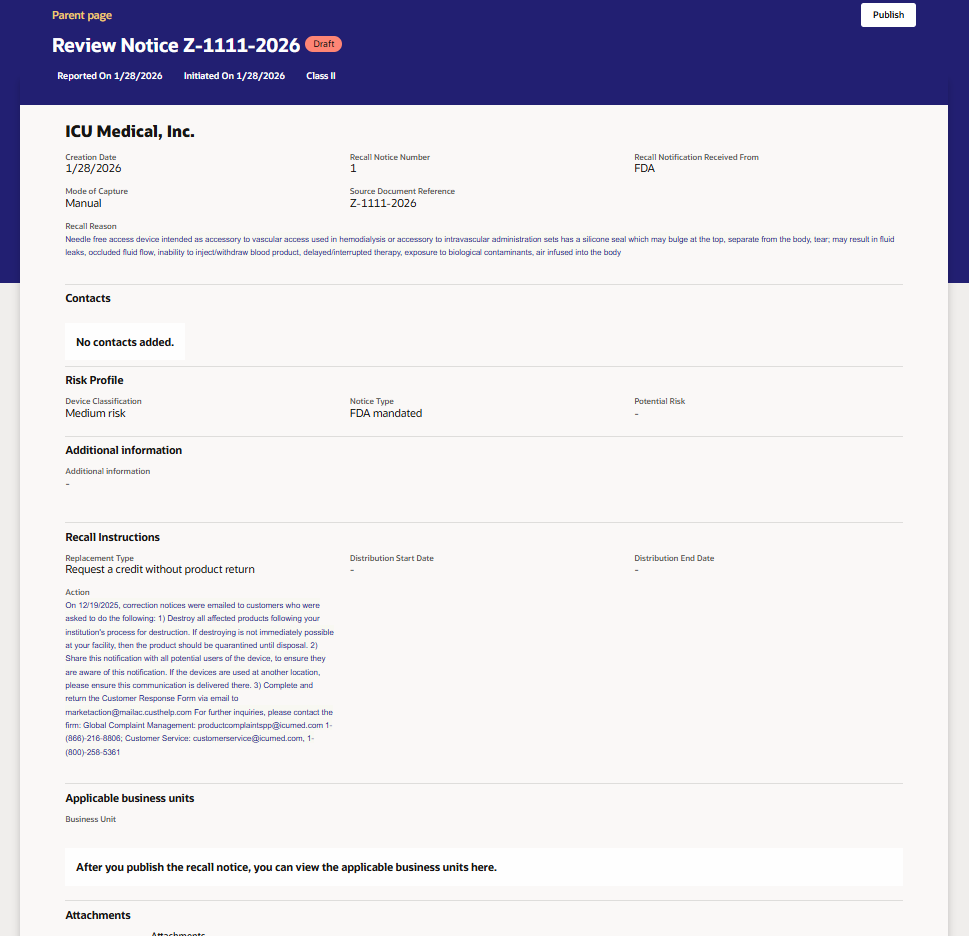 Parent page
Publish
Review Notice Z-1111-2026 Draft
Reported On 1/28/2026 Initiated On 1/28/2026 Class II
ICU Medical, Inc.
Creation Date Recall Notice Number Recall Notification Received From
1/28/2026 1 FDA
Mode of Capture Source Document Reference
Manual Z-1111-2026
Recall Reason
Needle free access device intended as accessory to vascular access used in hemodialysis or accessory to intravascular administration sets has a silicone seal which may bulge at the top, separate from the body, tear; may result in fluid
leaks, occluded fluid flow, inability to inject/withdraw blood product, delayed/interrupted therapy, exposure to biological contaminants, air infused into the body
Contacts
No contacts added.
Risk Profile
Device Classification Notice Type Potential Risk
Medium risk FDA mandated -
Additional information
Additional information
-
Recall Instructions
Replacement Type Distribution Start Date Distribution End Date
Request a credit without product return - -
Action
On 12/19/2025, correction notices were emailed to customers who were
asked to do the following: 1) Destroy all affected products following your
institution's process for destruction. If destroying is not immediately possible
at your facility, then the product should be quarantined until disposal. 2)
Share this notification with all potential users of the device, to ensure they
are aware of this notification. If the devices are used at another location,
please ensure this communication is delivered there. 3) Complete and
return the Customer Response Form via email to
marketaction@mailac.custhelp.com For further inquiries, please contact the
firm: Global Complaint Management: productcomplaintspp@icumed.com 1-
(866)-216-8806; Customer Service: customerservice@icumed.com, 1-
(800)-258-5361
Applicable business units
Business Unit
After you publish the recall notice, you can view the applicable business units here.
Attachments
Attachments